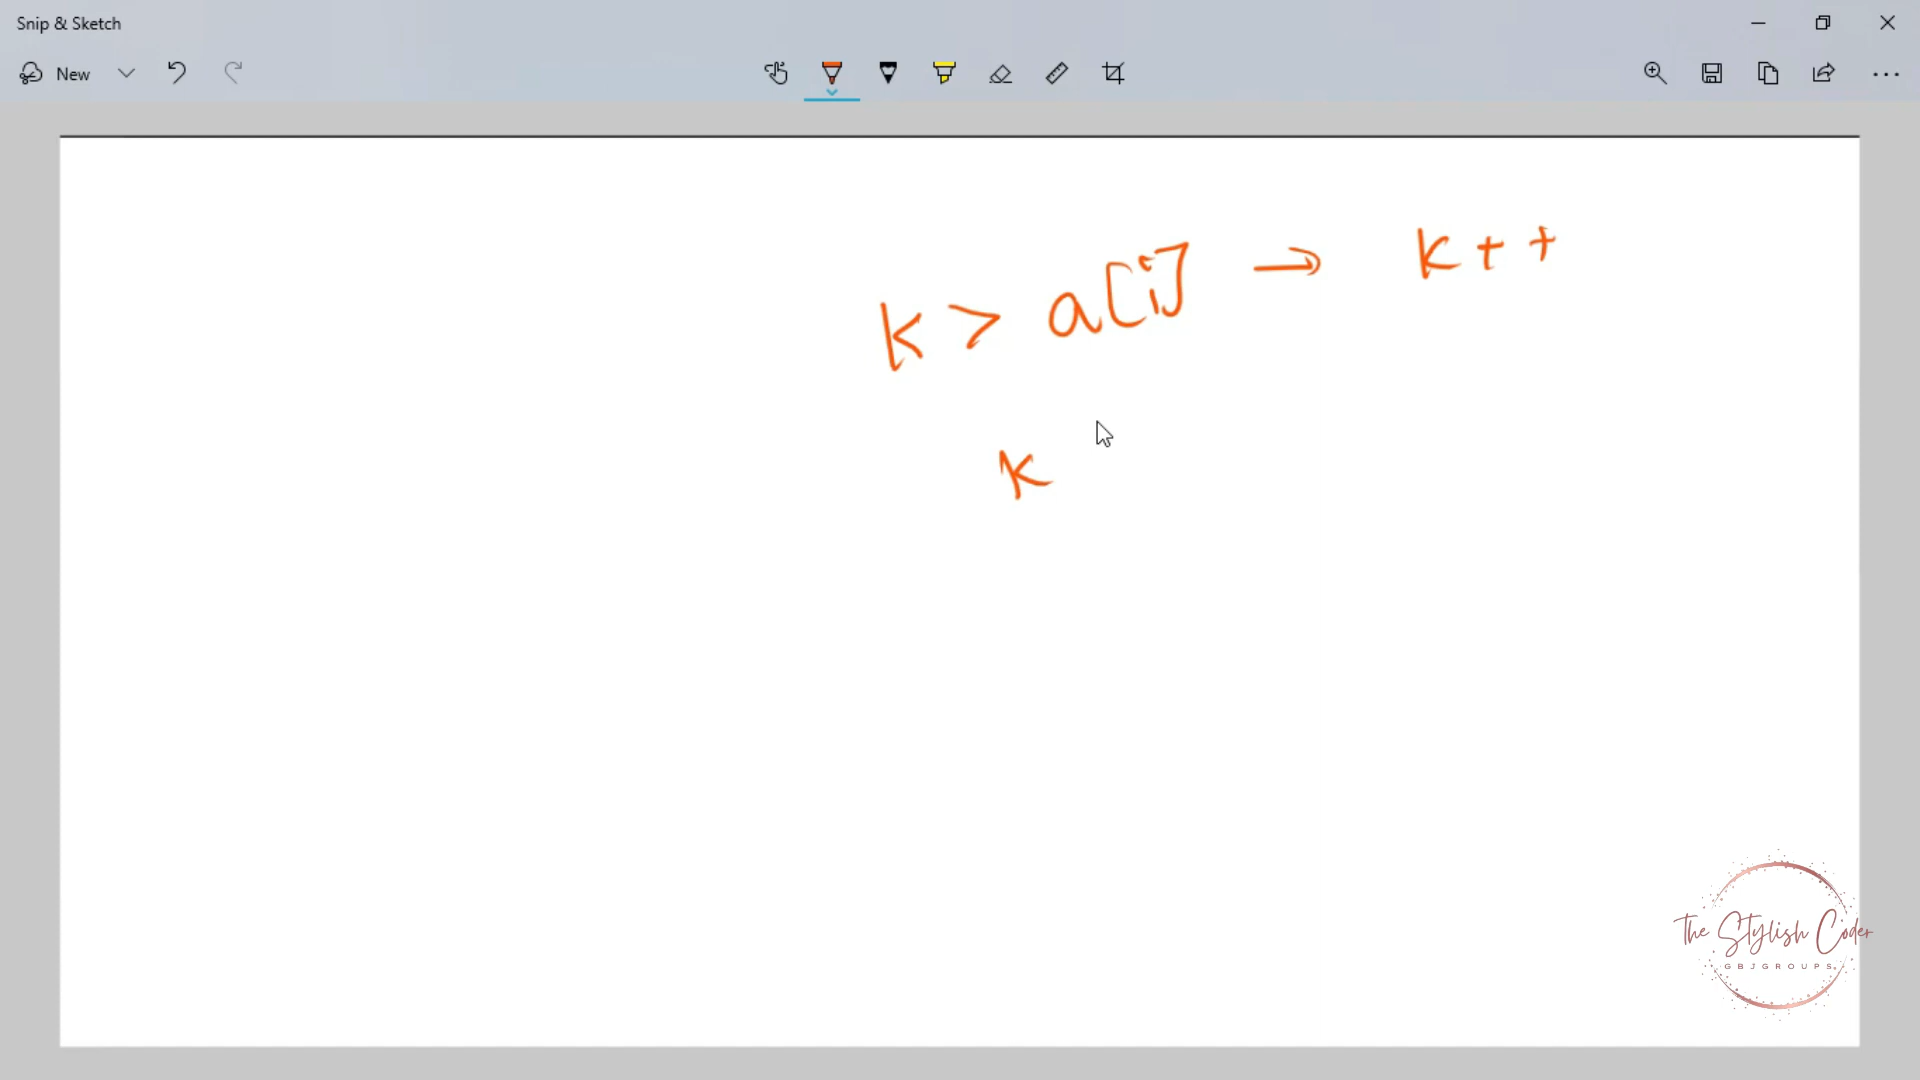 Snip & Sketch
New
k > a[i] → k++
k
The Stylish Coder
GBJGROUPS